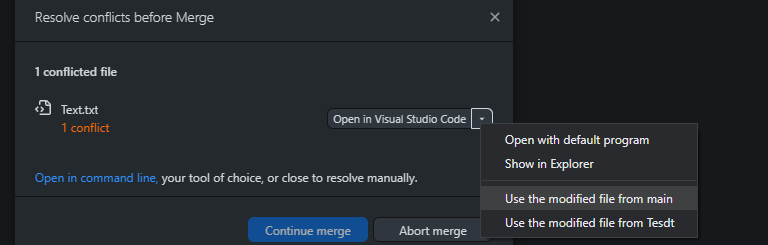 Resolve conflicts before Merge
1 conflicted file
Text.txt
1 conflict
Open in Visual Studio Code
Open with default program
Show in Explorer
Use the modified file from main
Use the modified file from Tesdt
Open in command line, your tool of choice, or close to resolve manually.
Continue merge
Abort merge